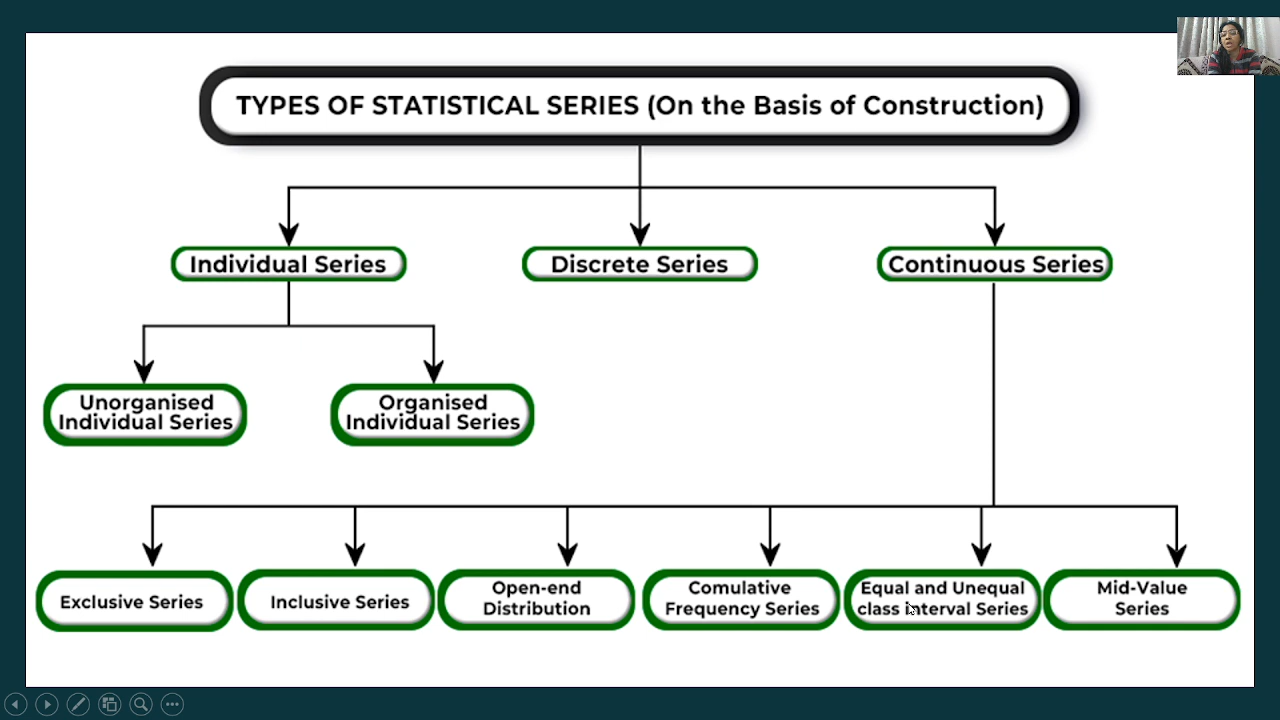 TYPES OF STATISTICAL SERIES (On the Basis of Construction)
Individual Series
Discrete Series
Continuous Series
Unorganised
Individual Series
Organised
Individual Series
Exclusive Series
Inclusive Series
Open-end
Distribution
Comulative
Frequency Series
Equal and Unequal
class interval Series
Mid-Value
Series